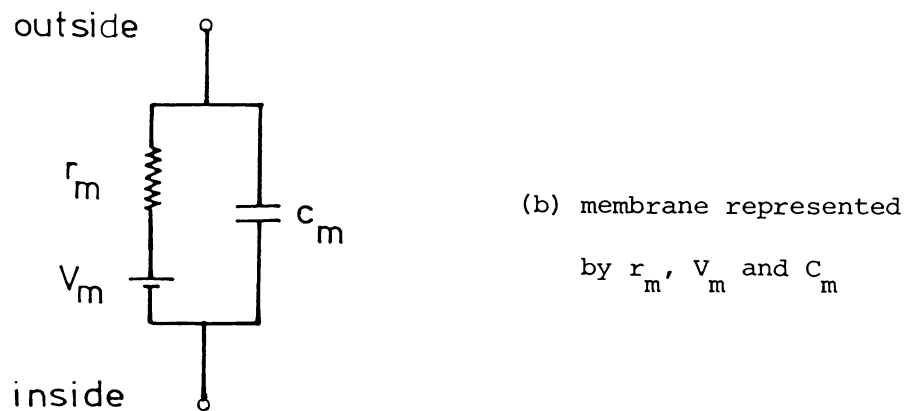 outside
r_m
c_m
V_m
inside
(b) membrane represented
by r_m, V_m and C_m